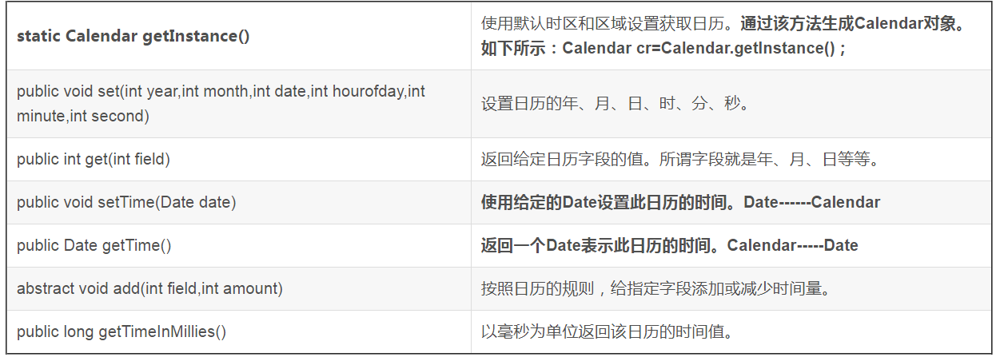 static Calendar getInstance()
使用默认时区和区域设置获取日历。通过该方法生成Calendar对象。
如下所示：Calendar cr=Calendar.getInstance()；
public void set(int year,int month,int date,int hourofday,int
minute,int second)
设置日历的年、月、日、时、分、秒。
public int get(int field)
返回给定日历字段的值。所谓字段就是年、月、日等等。
public void setTime(Date date)
使用给定的Date设置此日历的时间。Date------Calendar
public Date getTime()
返回一个Date表示此日历的时间。Calendar-----Date
abstract void add(int field,int amount)
按照日历的规则，给指定字段添加或减少时间量。
public long getTimeInMillies()
以毫秒为单位返回该日历的时间值。